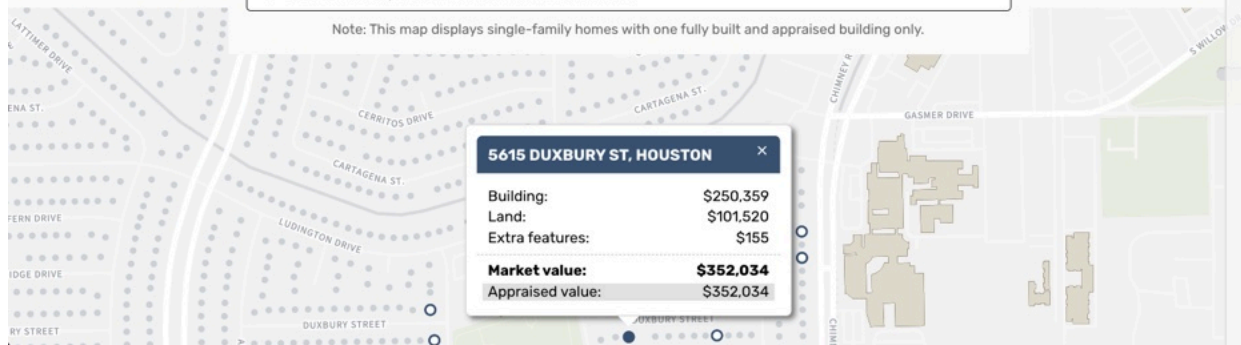 Note: This map displays single-family homes with one fully built and appraised building only.
LATTIMER DRIVE
S WILLOW
CHIMNEY R
ENA ST.
CERRITOS DRIVE
CARTAGENA ST.
GASMER DRIVE
CARTAGENA ST.
5615 DUXBURY ST, HOUSTON ×
Building: $250,359
Land: $101,520
Extra features: $155
Market value: $352,034
Appraised value: $352,034
FERN DRIVE
LUDINGTON DRIVE
IDGE DRIVE
RY STREET
DUXBURY STREET
DUXBURY STREET
CHIM